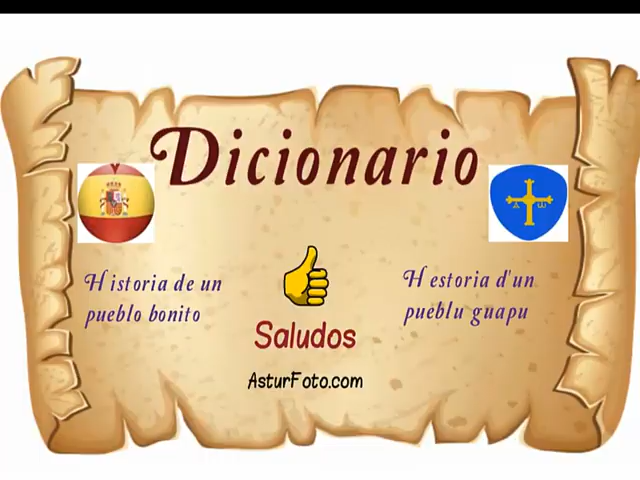 Dicionario
Historia de un
pueblo bonito
Hestoria d'un
pueblu guapu
Saludos
AsturFoto.com